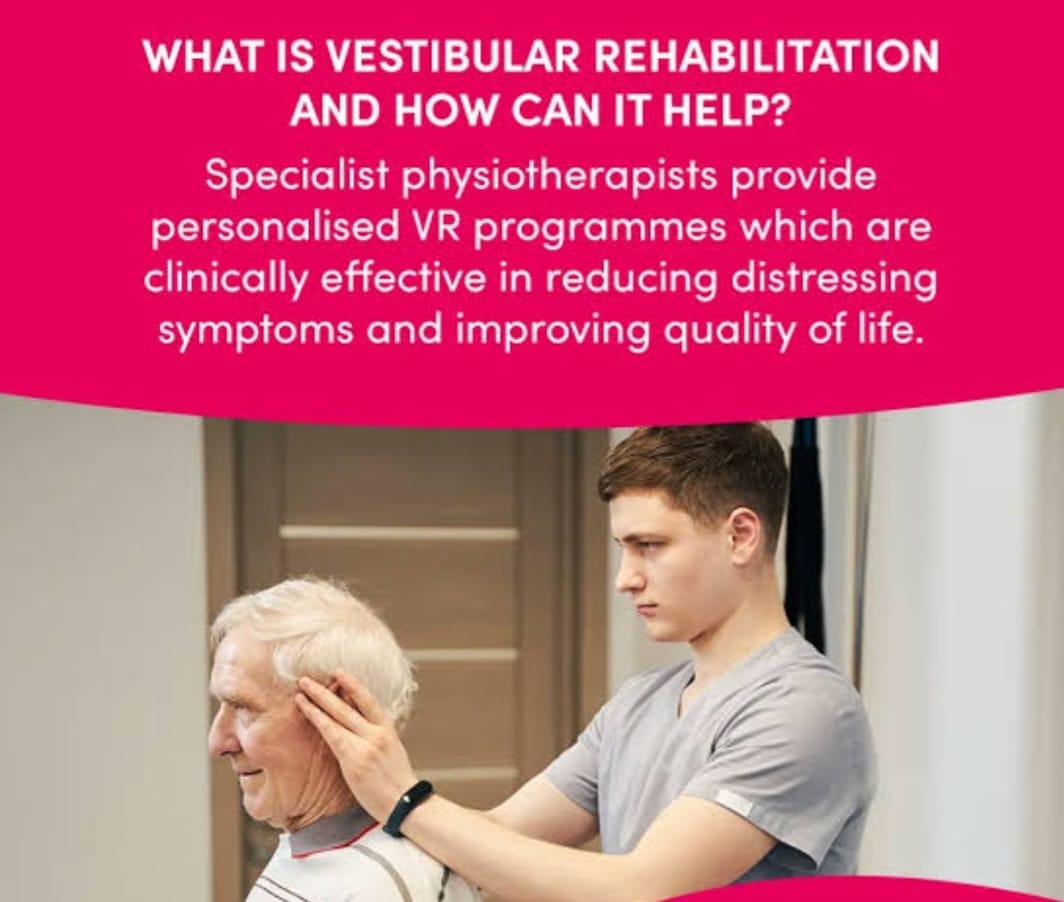 WHAT IS VESTIBULAR REHABILITATION
AND HOW CAN IT HELP?
Specialist physiotherapists provide
personalised VR programmes which are
clinically effective in reducing distressing
symptoms and improving quality of life.